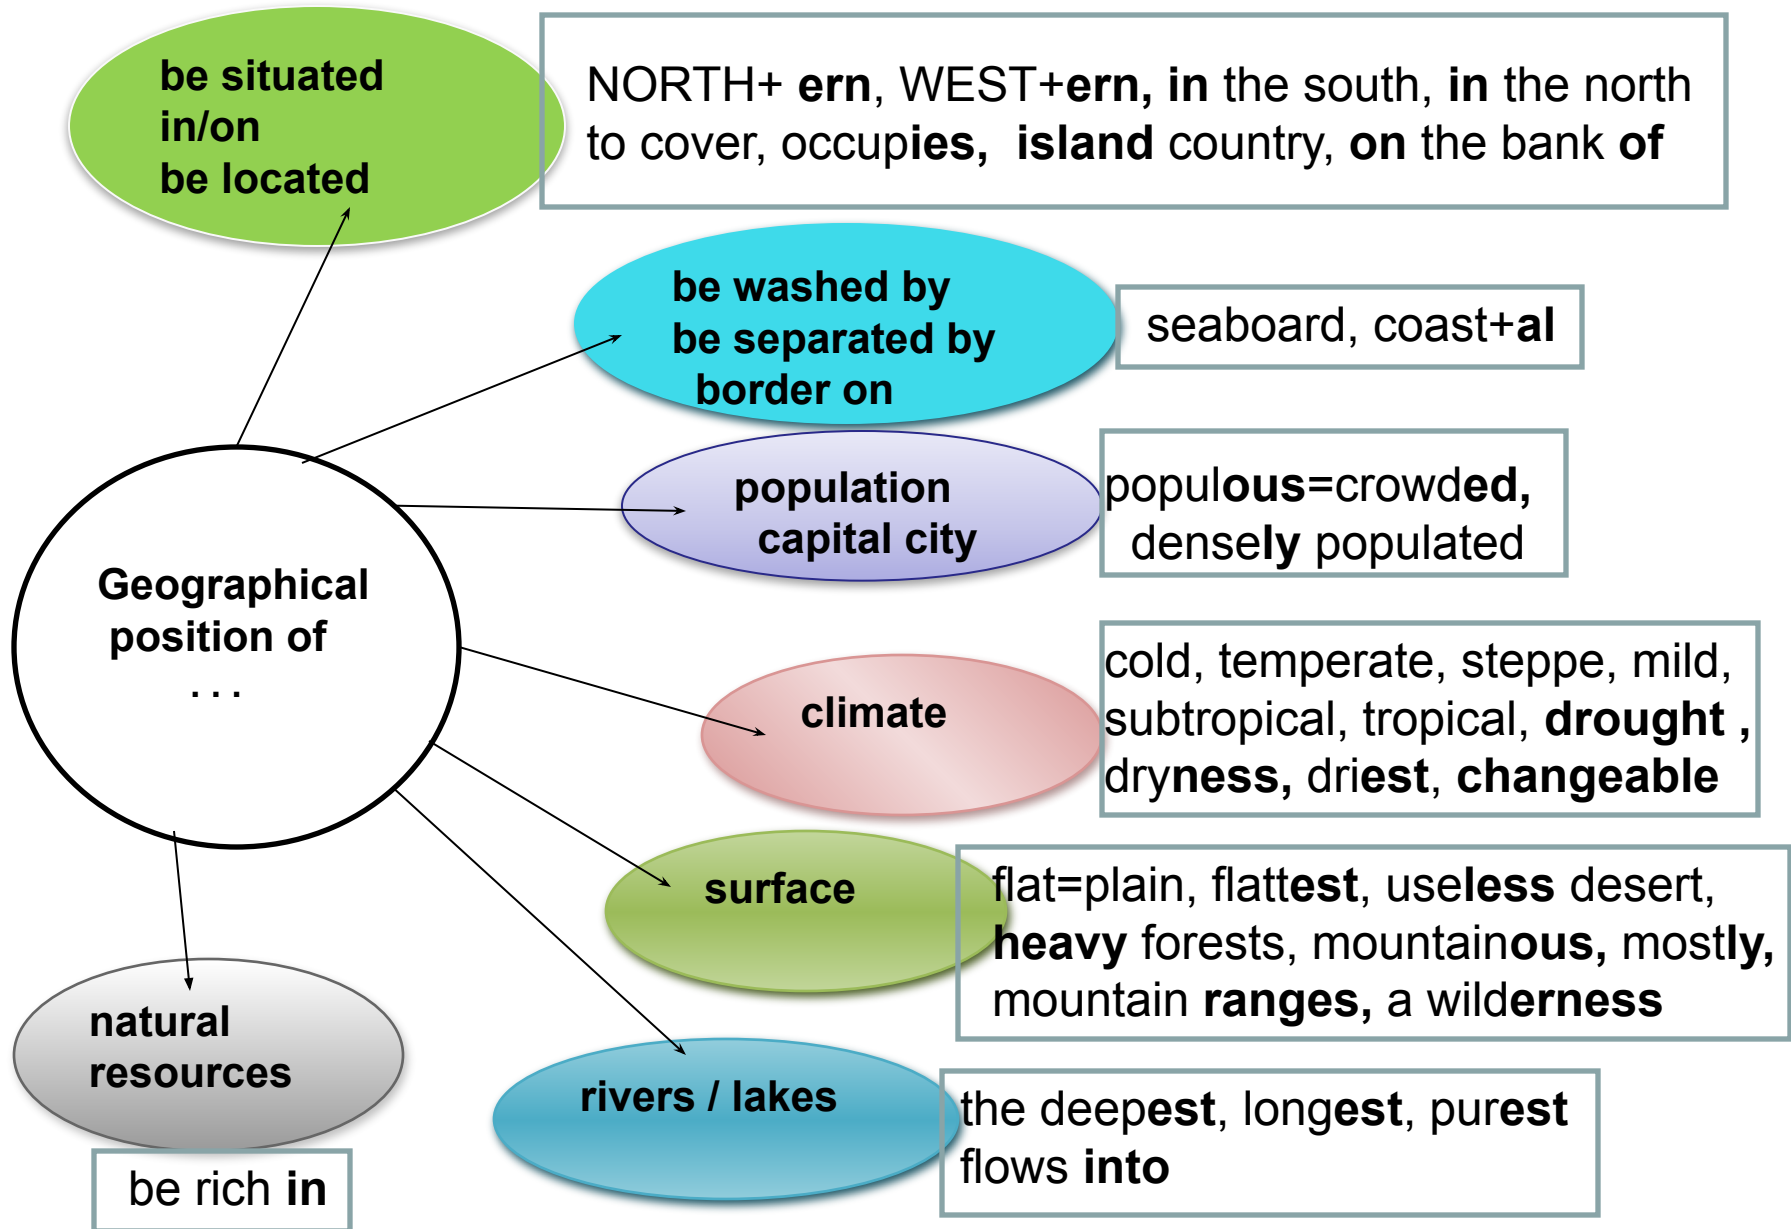 be situated
in/on
be located
NORTH+ ern, WEST+ern, in the south, in the north
to cover, occupies, island country, on the bank of
be washed by
be separated by
border on
seaboard, coast+al
population
capital city
populous=crowded,
densely populated
Geographical
position of
. . .
climate
cold, temperate, steppe, mild,
subtropical, tropical, drought ,
dryness, driest, changeable
surface
flat=plain, flattest, useless desert,
heavy forests, mountainous, mostly,
mountain ranges, a wilderness
natural
resources
be rich in
rivers / lakes
the deepest, longest, purest
flows into